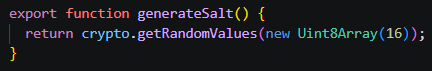 export function generateSalt() {
  return crypto.getRandomValues(new Uint8Array(16));
}